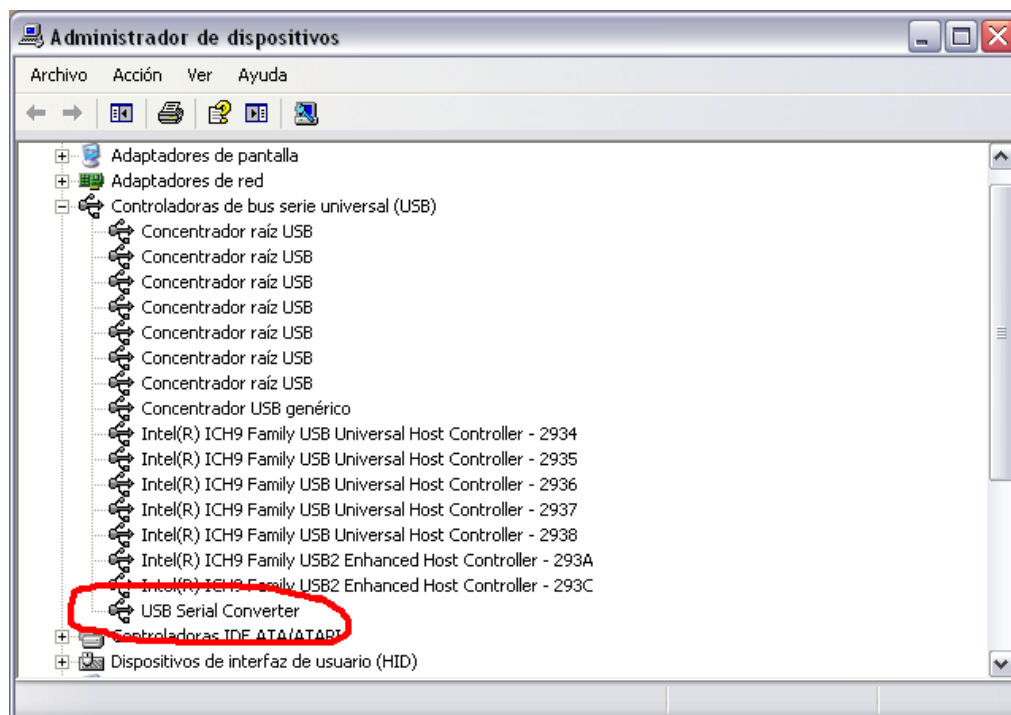 Administrador de dispositivos
Archivo Acción Ver Ayuda
Adaptadores de pantalla
Adaptadores de red
Controladoras de bus serie universal (USB)
Concentrador raíz USB
Concentrador raíz USB
Concentrador raíz USB
Concentrador raíz USB
Concentrador raíz USB
Concentrador raíz USB
Concentrador raíz USB
Concentrador USB genérico
Intel(R) ICH9 Family USB Universal Host Controller - 2934
Intel(R) ICH9 Family USB Universal Host Controller - 2935
Intel(R) ICH9 Family USB Universal Host Controller - 2936
Intel(R) ICH9 Family USB Universal Host Controller - 2937
Intel(R) ICH9 Family USB Universal Host Controller - 2938
Intel(R) ICH9 Family USB2 Enhanced Host Controller - 293A
Intel(R) ICH9 Family USB2 Enhanced Host Controller - 293C
USB Serial Converter
Controladoras IDE ATA/ATAPI
Dispositivos de interfaz de usuario (HID)